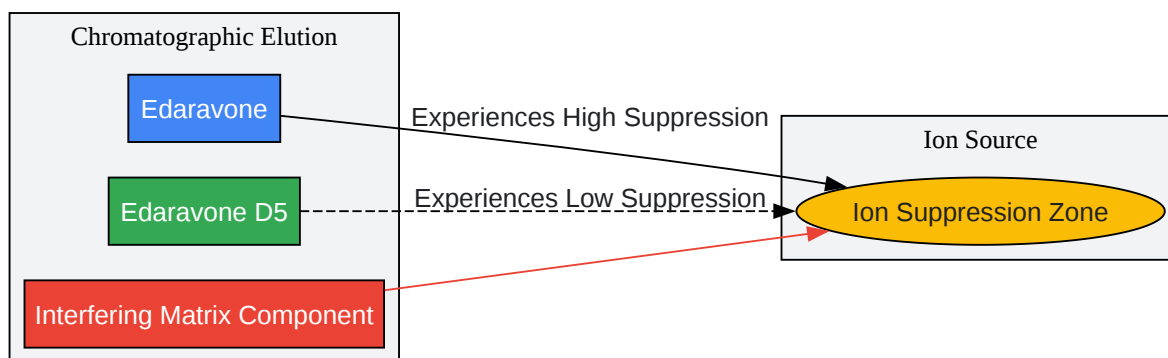 Chromatographic Elution
Edaravone
Experiences High Suppression
Ion Source
Edaravone D5
Experiences Low Suppression
Ion Suppression Zone
Interfering Matrix Component